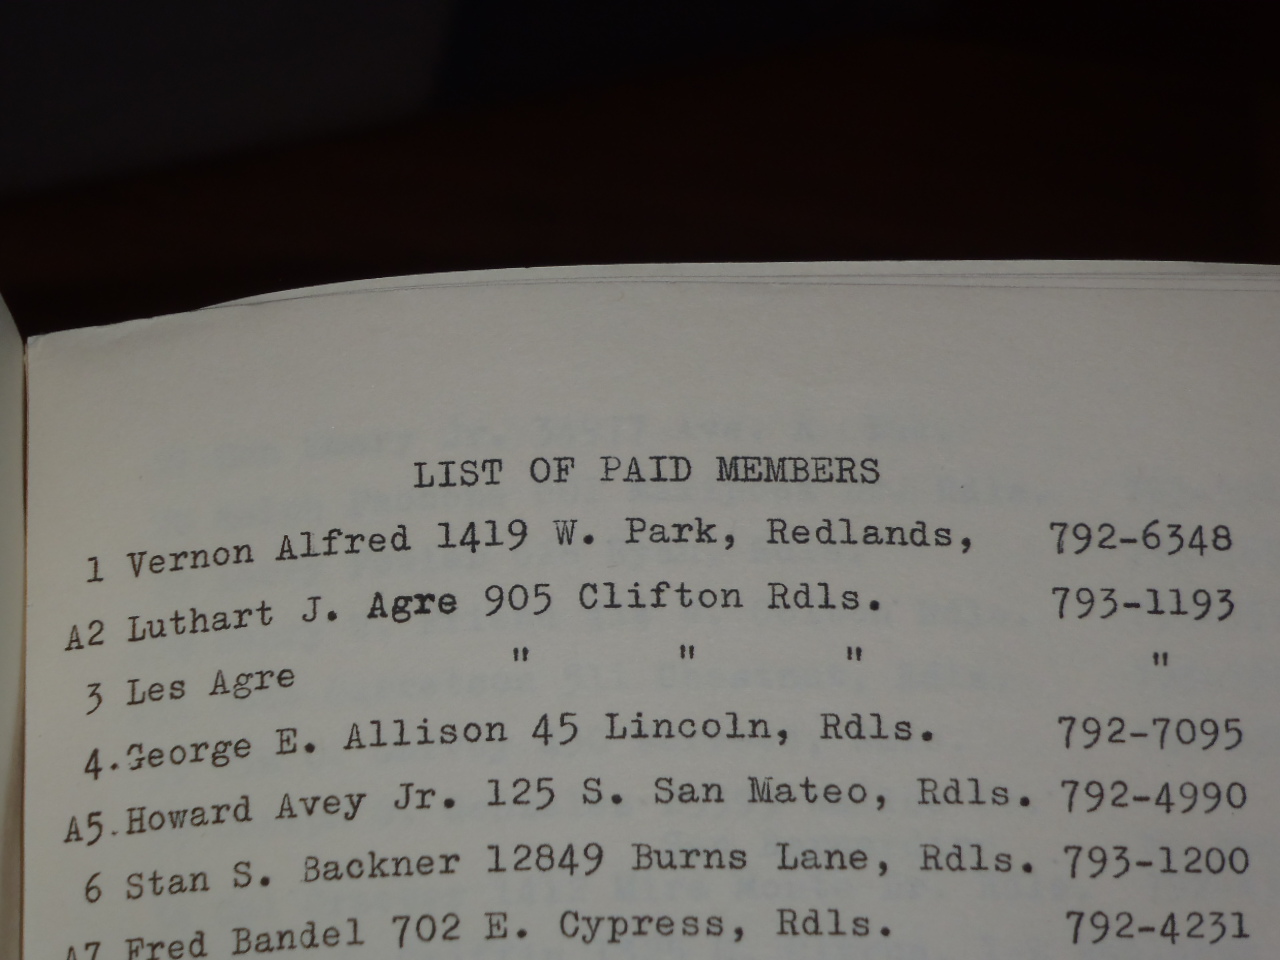 LIST OF PAID MEMBERS
1 Vernon Alfred 1419 W. Park, Redlands, 792-6348
A2 Luthart J. Agre 905 Clifton Rdls. 793-1193
3 Les Agre " " " "
4.George E. Allison 45 Lincoln, Rdls. 792-7095
A5.Howard Avey Jr. 125 S. San Mateo, Rdls. 792-4990
6 Stan S. Backner 12849 Burns Lane, Rdls. 793-1200
A7 Fred Bandel 702 E. Cypress, Rdls. 792-4231